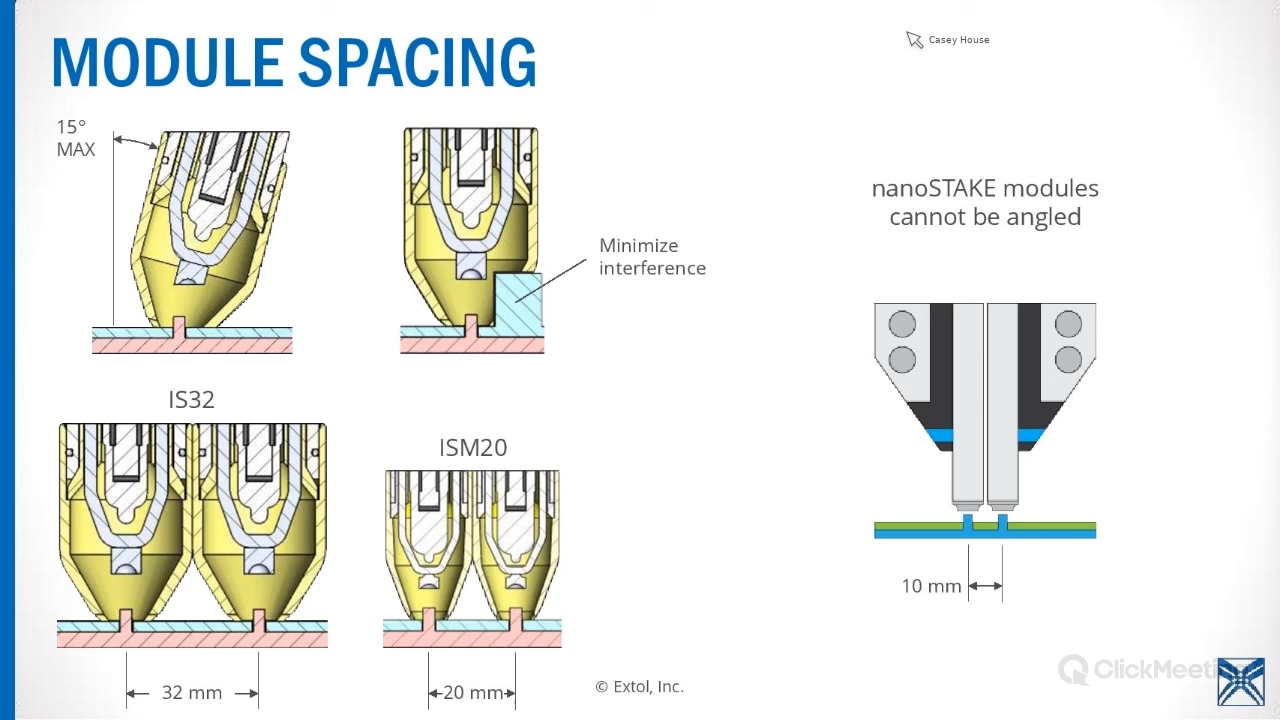 MODULE SPACING
Casey House
15°
MAX
Minimize
interference
nanoSTAKE modules
cannot be angled
IS32
ISM20
10 mm
32 mm
20 mm
© Extol, Inc.
ClickMeeting